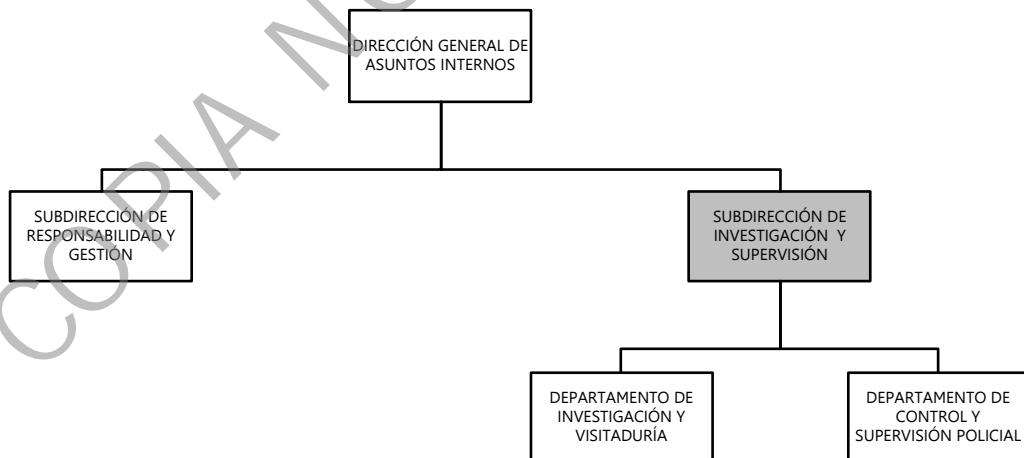 DIRECCIÓN GENERAL DE
ASUNTOS INTERNOS
SUBDIRECCIÓN DE
RESPONSABILIDAD Y
GESTIÓN
SUBDIRECCIÓN DE
INVESTIGACIÓN Y
SUPERVISIÓN
DEPARTAMENTO DE
INVESTIGACIÓN Y
VISITADURÍA
DEPARTAMENTO DE
CONTROL Y
SUPERVISIÓN POLICIAL
COPIA